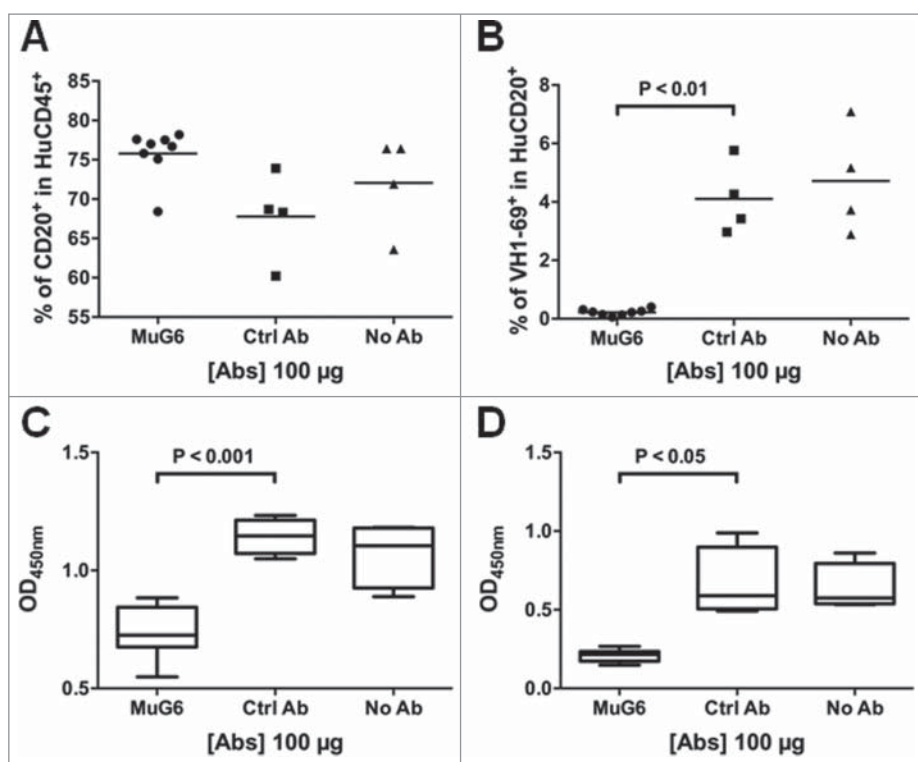 A
% of CD20⁺ in HuCD45⁺
85
80
75
70
65
60
55
MuG6 Ctrl Ab No Ab
[Abs] 100 µg
B
% of VH1-69⁺ in HuCD20⁺
P < 0.01
8
6
4
2
0
MuG6 Ctrl Ab No Ab
[Abs] 100 µg
C
OD450nm
P < 0.001
1.5
1.0
0.5
MuG6 Ctrl Ab No Ab
[Abs] 100 µg
D
OD450nm
P < 0.05
1.5
1.0
0.5
0.0
MuG6 Ctrl Ab No Ab
[Abs] 100 µg